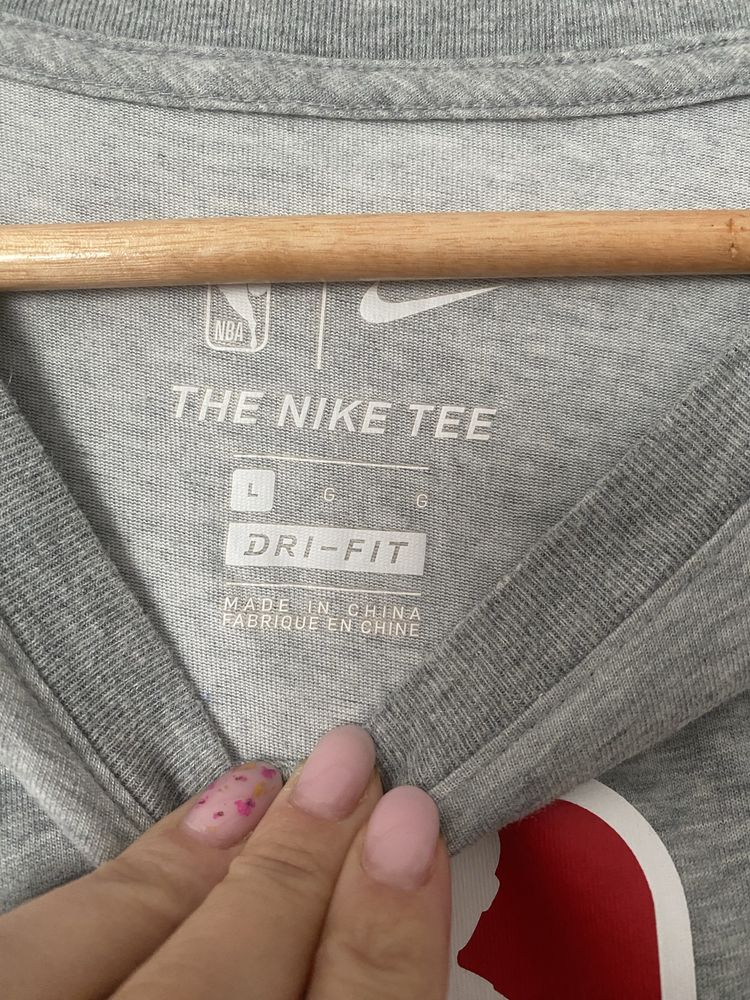 NBA
THE NIKE TEE
L G G
DRI-FIT
MADE IN CHINA
FABRIQUE EN CHINE